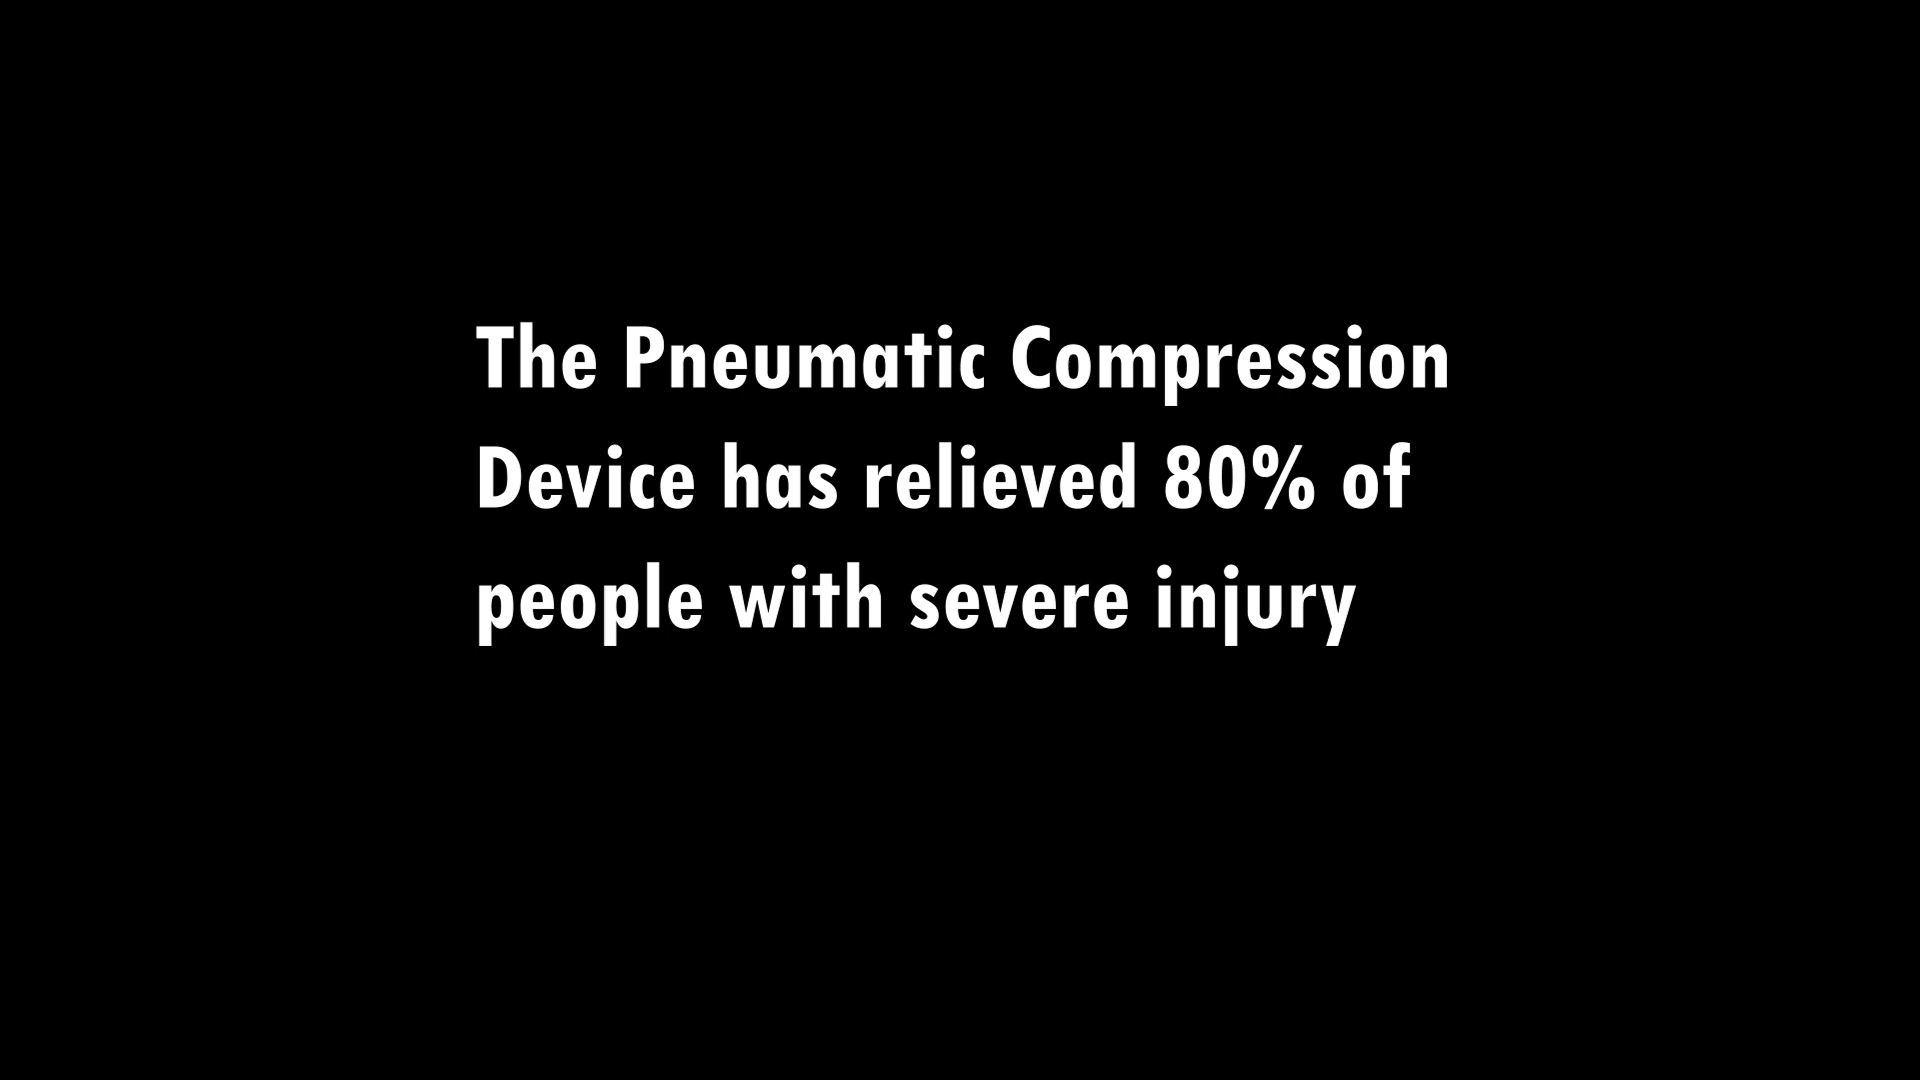 The Pneumatic Compression
Device has relieved 80% of
people with severe injury